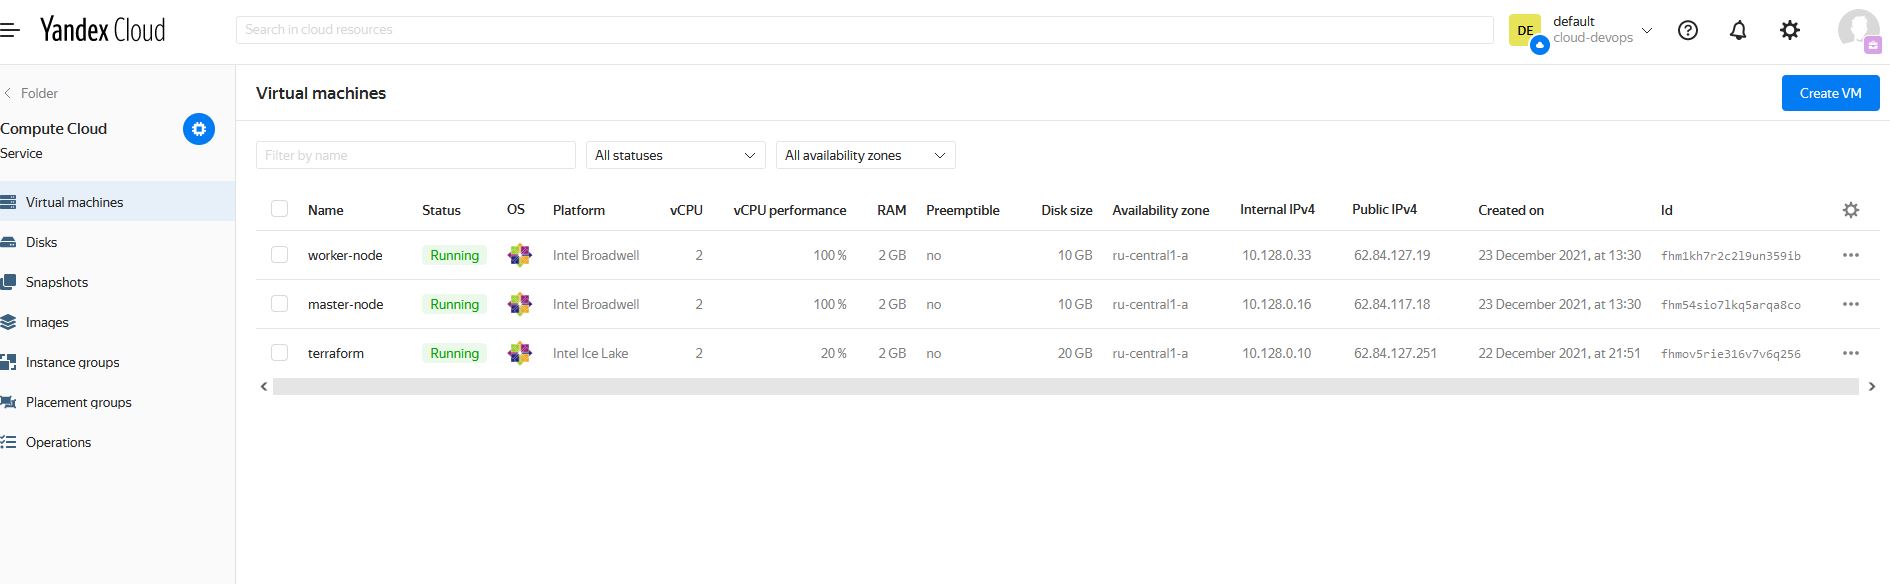 Yandex Cloud
Search in cloud resources
DE
default
cloud-devops
Folder
Compute Cloud
Service
Virtual machines
Disks
Snapshots
Images
Instance groups
Placement groups
Operations
Virtual machines
Create VM
Filter by name
All statuses
All availability zones
Name Status OS Platform vCPU vCPU performance RAM Preemptible Disk size Availability zone Internal IPv4 Public IPv4 Created on Id
worker-node Running Intel Broadwell 2 100 % 2 GB no 10 GB ru-central1-a 10.128.0.33 62.84.127.19 23 December 2021, at 13:30 fhm1kh7r2c2l9un359ib
master-node Running Intel Broadwell 2 100 % 2 GB no 10 GB ru-central1-a 10.128.0.16 62.84.117.18 23 December 2021, at 13:30 fhm54sio7lkq5arqa8co
terraform Running Intel Ice Lake 2 20 % 2 GB no 20 GB ru-central1-a 10.128.0.10 62.84.127.251 22 December 2021, at 21:51 fhmov5rie316v7v6q256